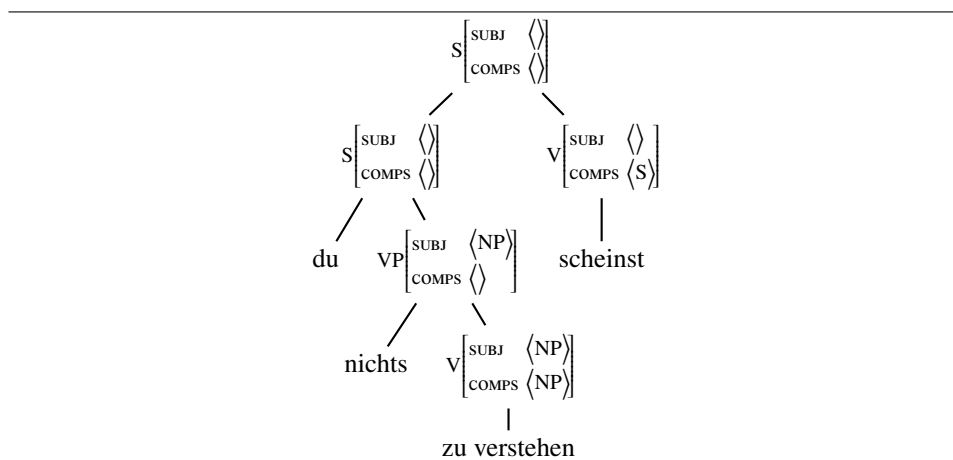 S[SUBJ ⟨⟩
COMPS ⟨⟩]
S[SUBJ ⟨⟩
COMPS ⟨⟩]
V[SUBJ ⟨⟩
COMPS ⟨S⟩]
du
VP[SUBJ ⟨NP⟩
COMPS ⟨⟩]
scheinst
nichts
V[SUBJ ⟨NP⟩
COMPS ⟨NP⟩]
zu verstehen